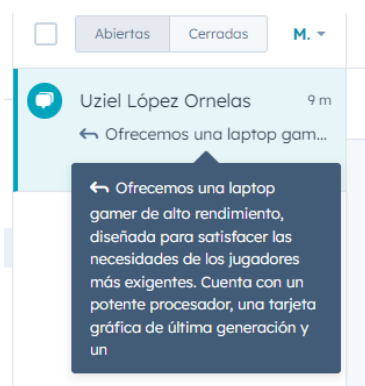 Abiertas Cerradas M.
Uziel López Ornelas 9 m
Ofrecemos una laptop gam...
Ofrecemos una laptop
gamer de alto rendimiento,
diseñada para satisfacer las
necesidades de los jugadores
más exigentes. Cuenta con un
potente procesador, una tarjeta
gráfica de última generación y
un